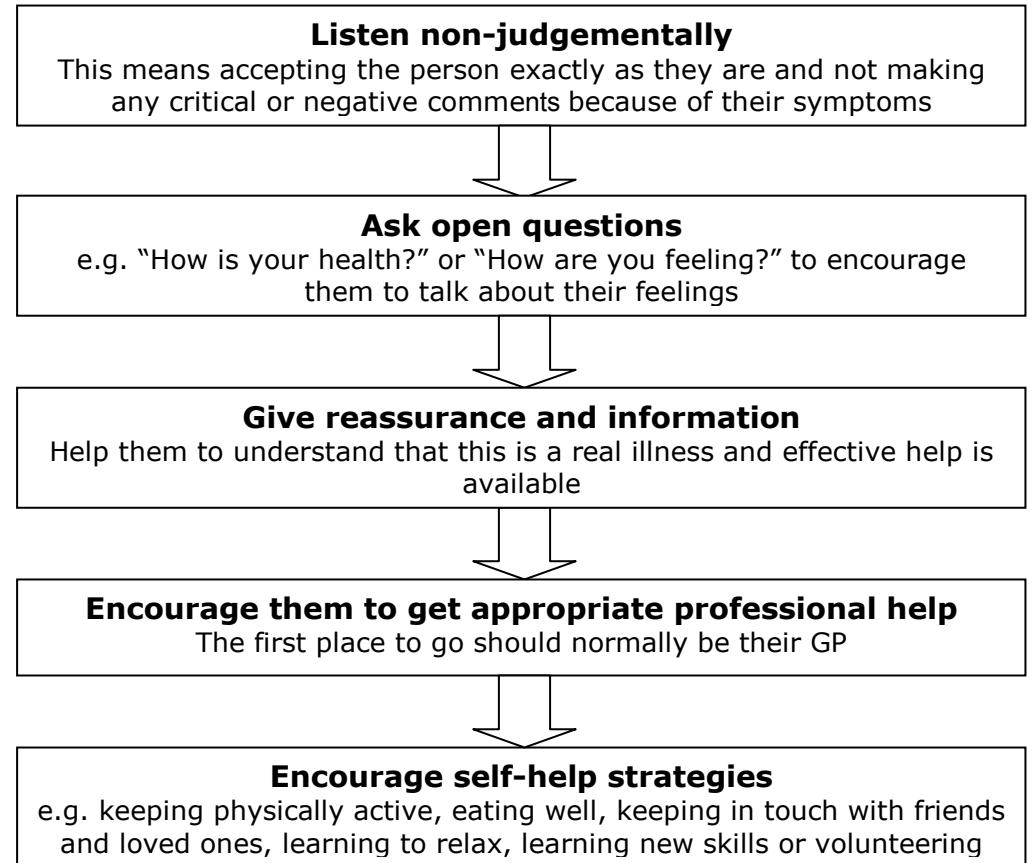 Listen non-judgementally
This means accepting the person exactly as they are and not making
any critical or negative comments because of their symptoms
Ask open questions
e.g. “How is your health?” or “How are you feeling?” to encourage
them to talk about their feelings
Give reassurance and information
Help them to understand that this is a real illness and effective help is
available
Encourage them to get appropriate professional help
The first place to go should normally be their GP
Encourage self-help strategies
e.g. keeping physically active, eating well, keeping in touch with friends
and loved ones, learning to relax, learning new skills or volunteering